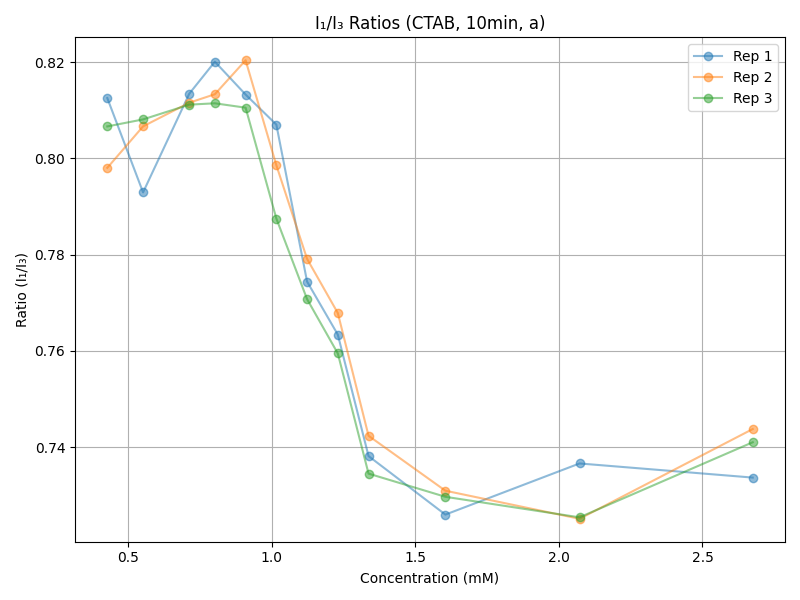 I₁/I₃ Ratios (CTAB, 10min, a)
Rep 1
Rep 2
Rep 3
0.82
0.80
0.78
0.76
0.74
Ratio (I₁/I₃)
0.5 1.0 1.5 2.0 2.5
Concentration (mM)